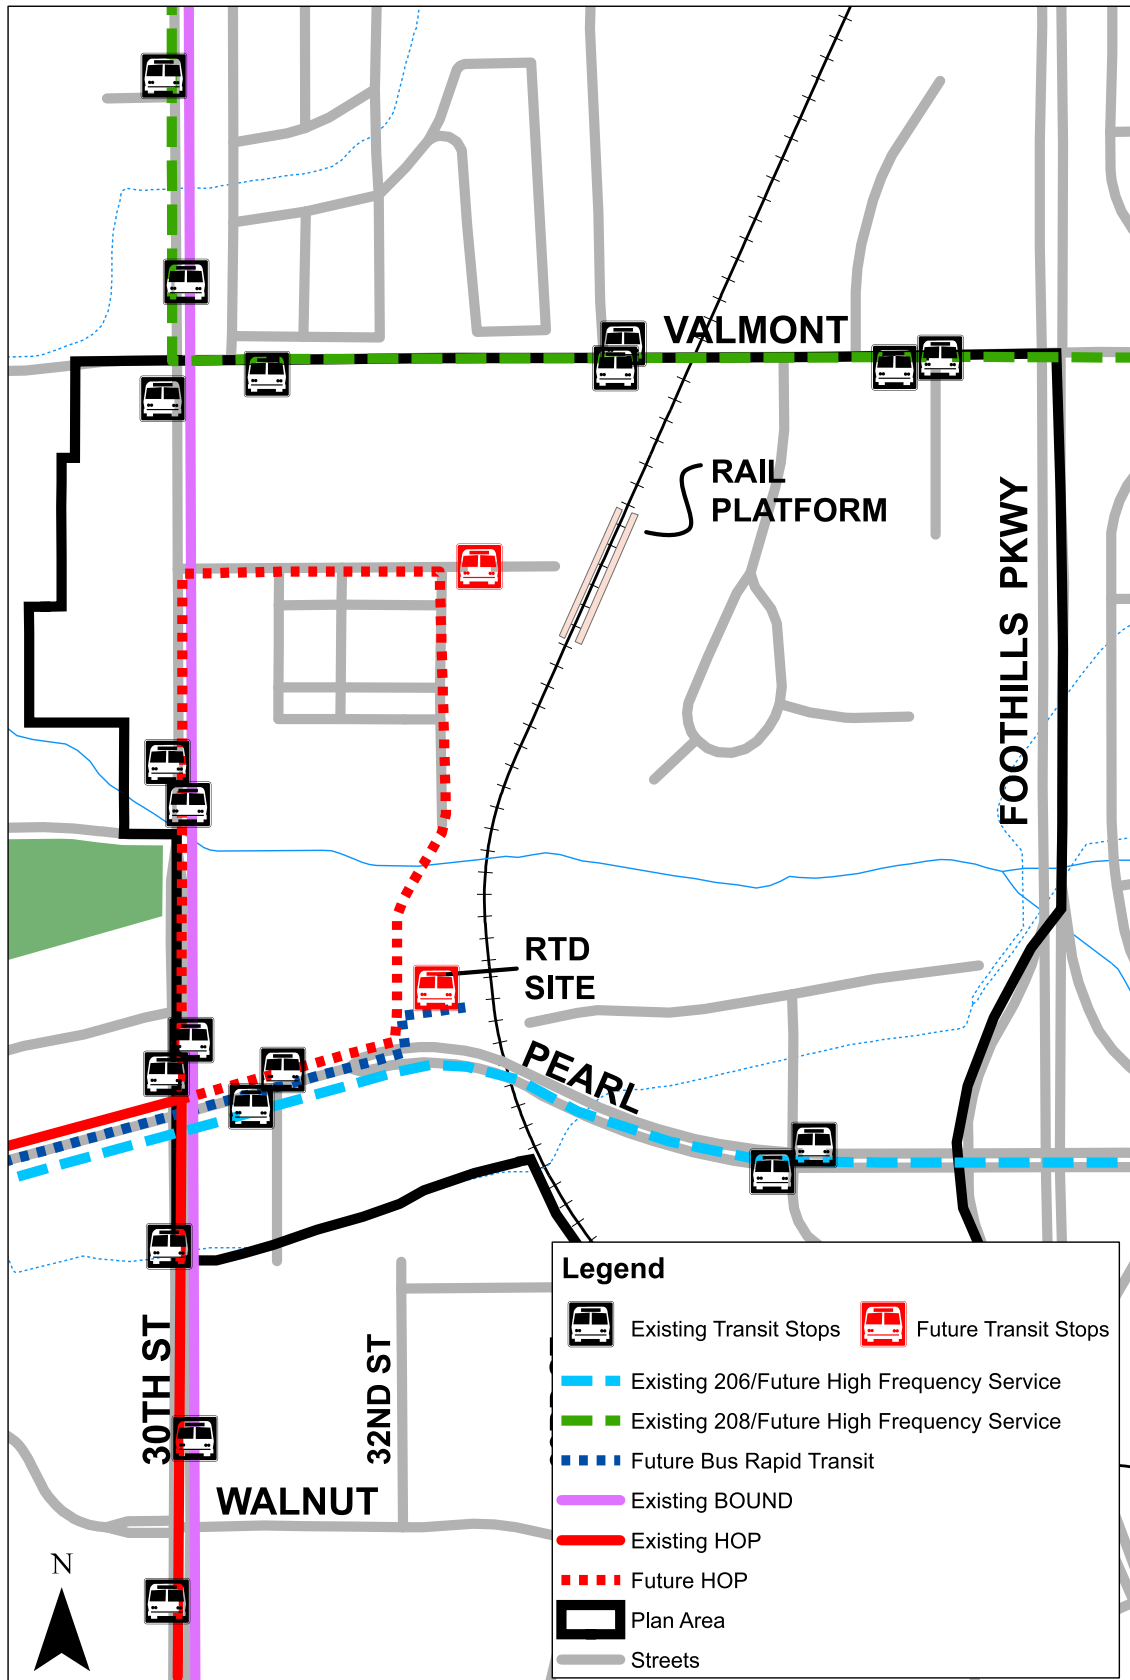 VALMONT
RAIL
PLATFORM
FOOTHILLS PKWY
RTD
SITE
PEARL
30TH ST
32ND ST
WALNUT
N
Legend
Existing Transit Stops
Future Transit Stops
Existing 206/Future High Frequency Service
Existing 208/Future High Frequency Service
Future Bus Rapid Transit
Existing BOUND
Existing HOP
Future HOP
Plan Area
Streets